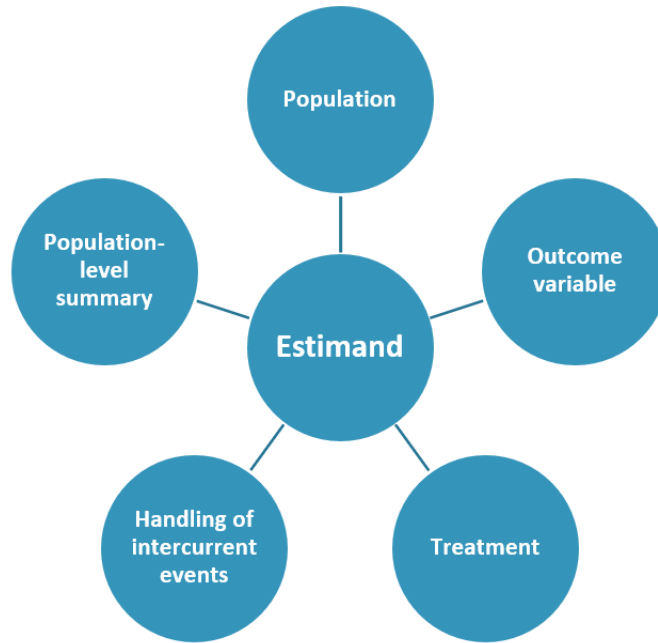 Population
Population-
level
summary
Outcome
variable
Estimand
Handling of
intercurrent
events
Treatment